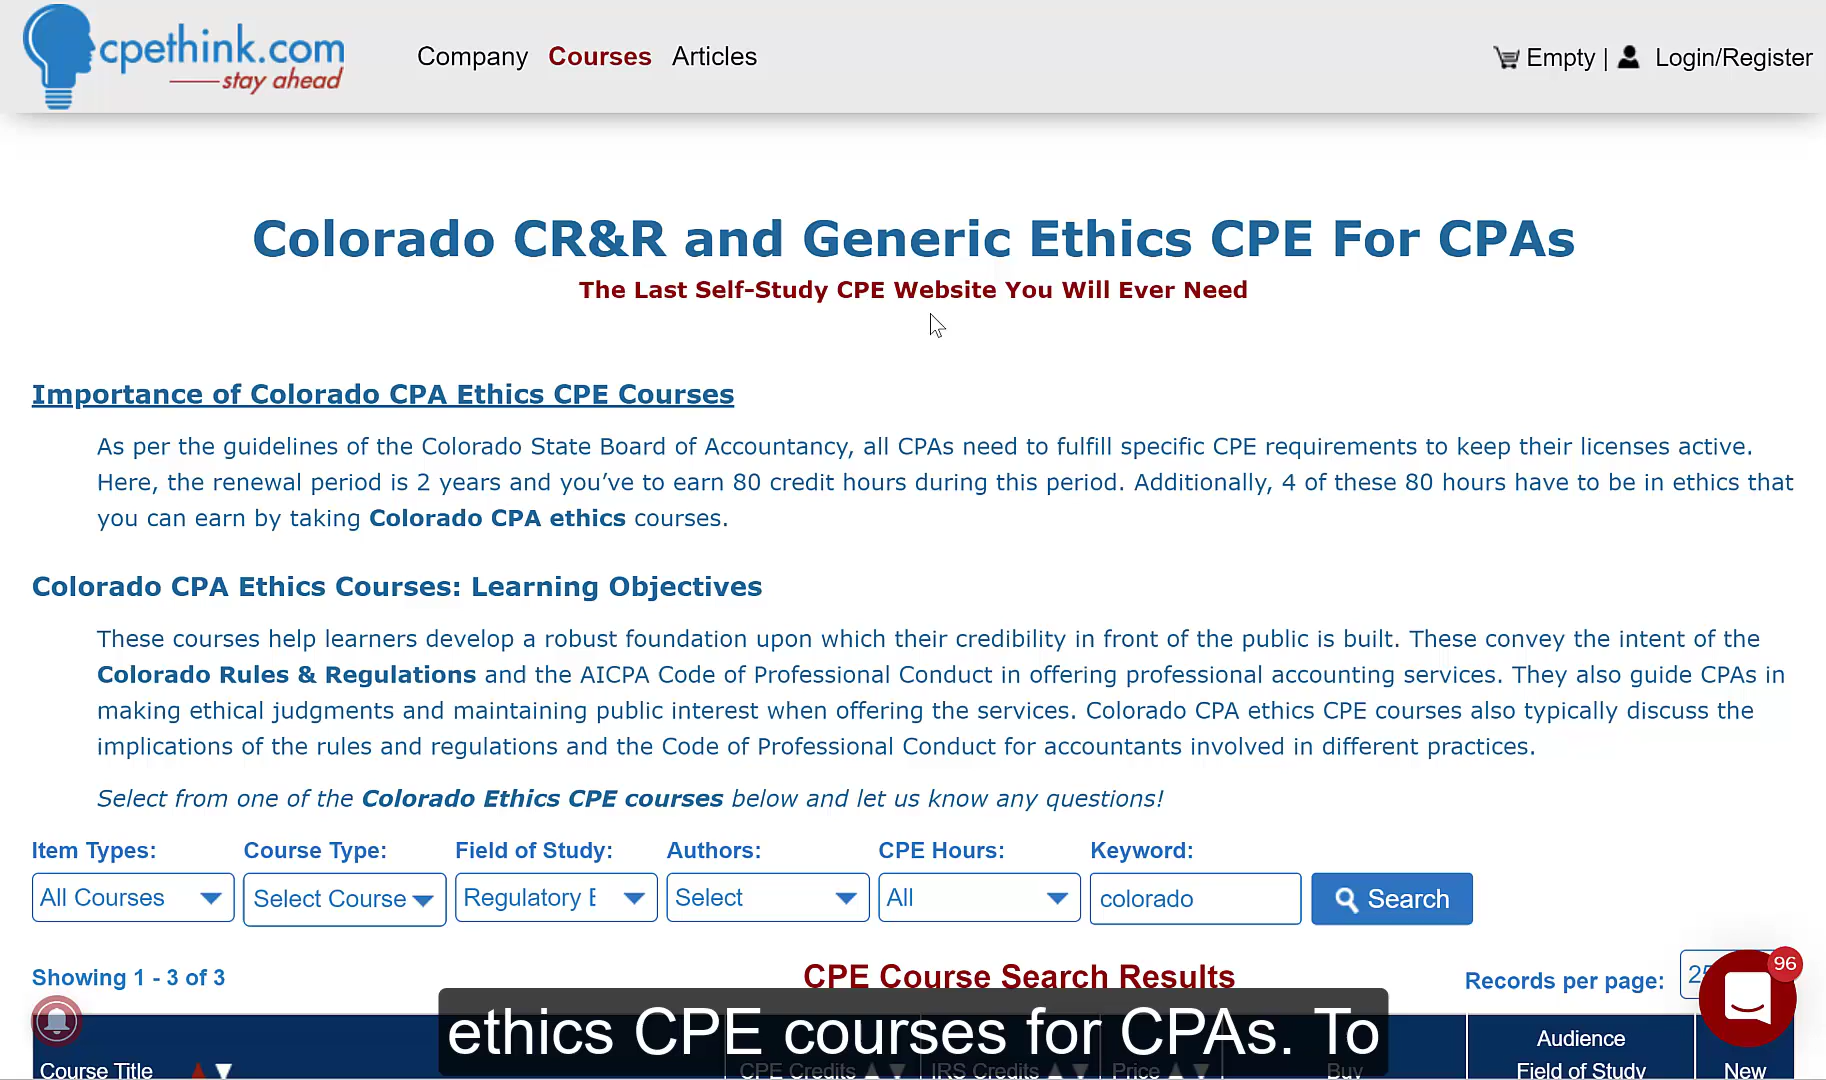 cpethink.com
stay ahead
Company Courses Articles
Empty | Login/Register
Colorado CR&R and Generic Ethics CPE For CPAs
The Last Self-Study CPE Website You Will Ever Need
Importance of Colorado CPA Ethics CPE Courses
As per the guidelines of the Colorado State Board of Accountancy, all CPAs need to fulfill specific CPE requirements to keep their licenses active.
Here, the renewal period is 2 years and you’ve to earn 80 credit hours during this period. Additionally, 4 of these 80 hours have to be in ethics that
you can earn by taking Colorado CPA ethics courses.
Colorado CPA Ethics Courses: Learning Objectives
These courses help learners develop a robust foundation upon which their credibility in front of the public is built. These convey the intent of the
Colorado Rules & Regulations and the AICPA Code of Professional Conduct in offering professional accounting services. They also guide CPAs in
making ethical judgments and maintaining public interest when offering the services. Colorado CPA ethics CPE courses also typically discuss the
implications of the rules and regulations and the Code of Professional Conduct for accountants involved in different practices.
Select from one of the Colorado Ethics CPE courses below and let us know any questions!
Item Types: Course Type: Field of Study: Authors: CPE Hours: Keyword:
All Courses Select Course Regulatory E Select All colorado Search
Showing 1 - 3 of 3 CPE Course Search Results Records per page: 25
96
ethics CPE courses for CPAs. To
Course Title CPE Credits IRS Credits Price Buy Audience
Field of Study New